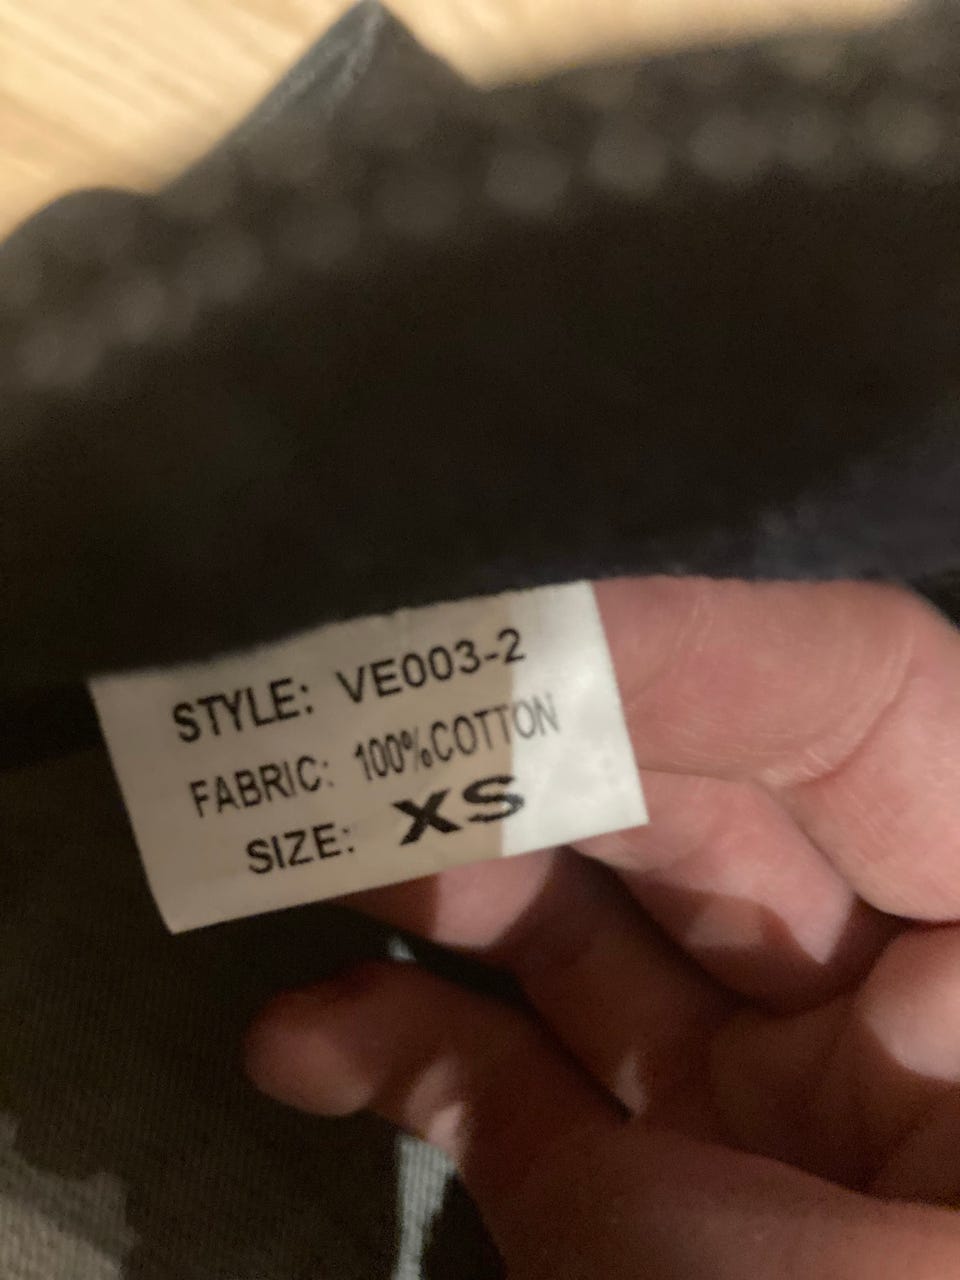 STYLE: VE003-2
FABRIC: 100%COTTON
SIZE: XS